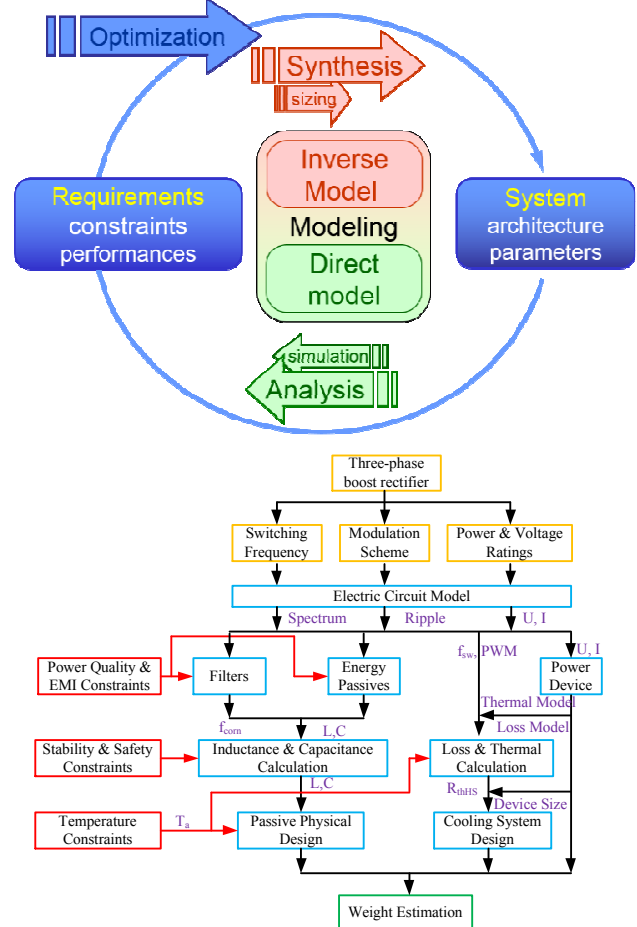 Optimization
Synthesis
sizing
Inverse
Model
Modeling
Direct
model
Requirements
constraints
performances
System
architecture
parameters
simulation
Analysis
Three-phase
boost rectifier
Switching
Frequency
Modulation
Scheme
Power & Voltage
Ratings
Electric Circuit Model
Spectrum
Ripple
U, I
Power Quality &
EMI Constraints
Filters
Energy
Passives
fsw, PWM
U, I
Power
Device
Thermal Model
Loss Model
fcorn
L,C
Stability & Safety
Constraints
Inductance & Capacitance
Calculation
Loss & Thermal
Calculation
L,C
RthHS
Device Size
Temperature
Constraints
Ta
Passive Physical
Design
Cooling System
Design
Weight Estimation